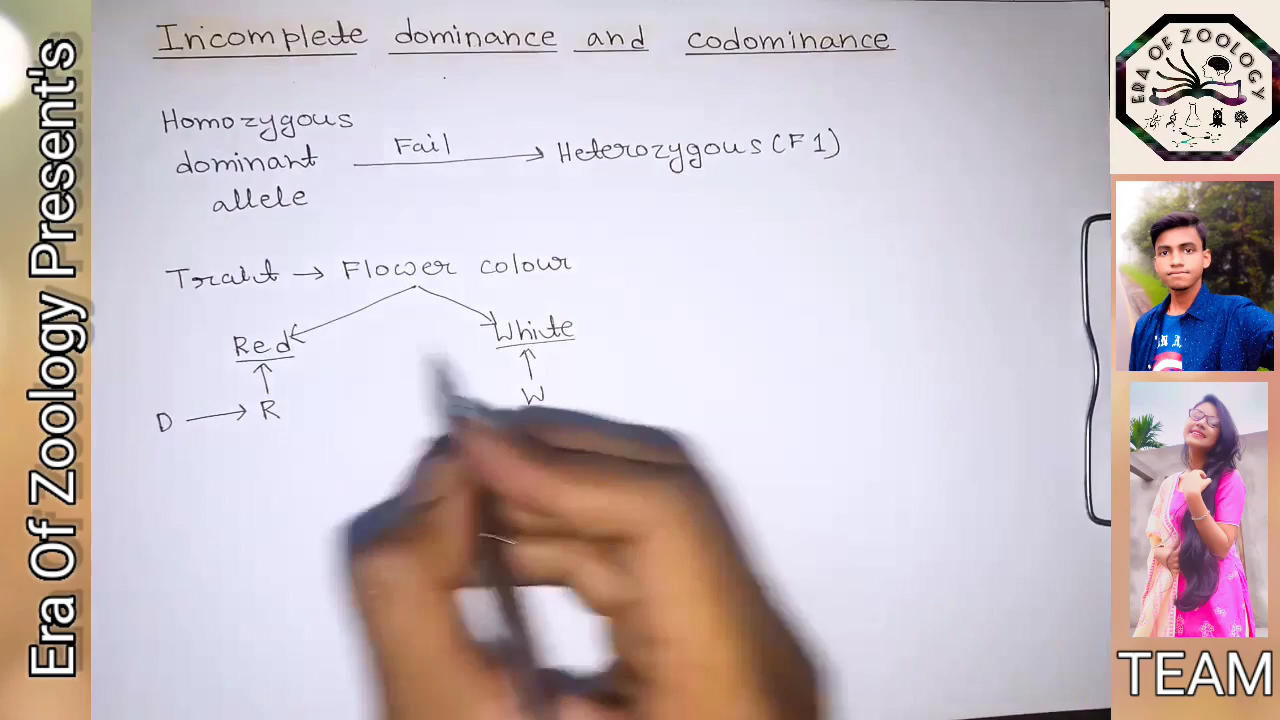 Era Of Zoology Present's
Incomplete dominance and codominance
Homozygous
dominant
allele
Fail
Heterozygous (F1)
Trait → Flower colour
Red
White
D → R
W
ERA OF ZOOLOGY
TEAM